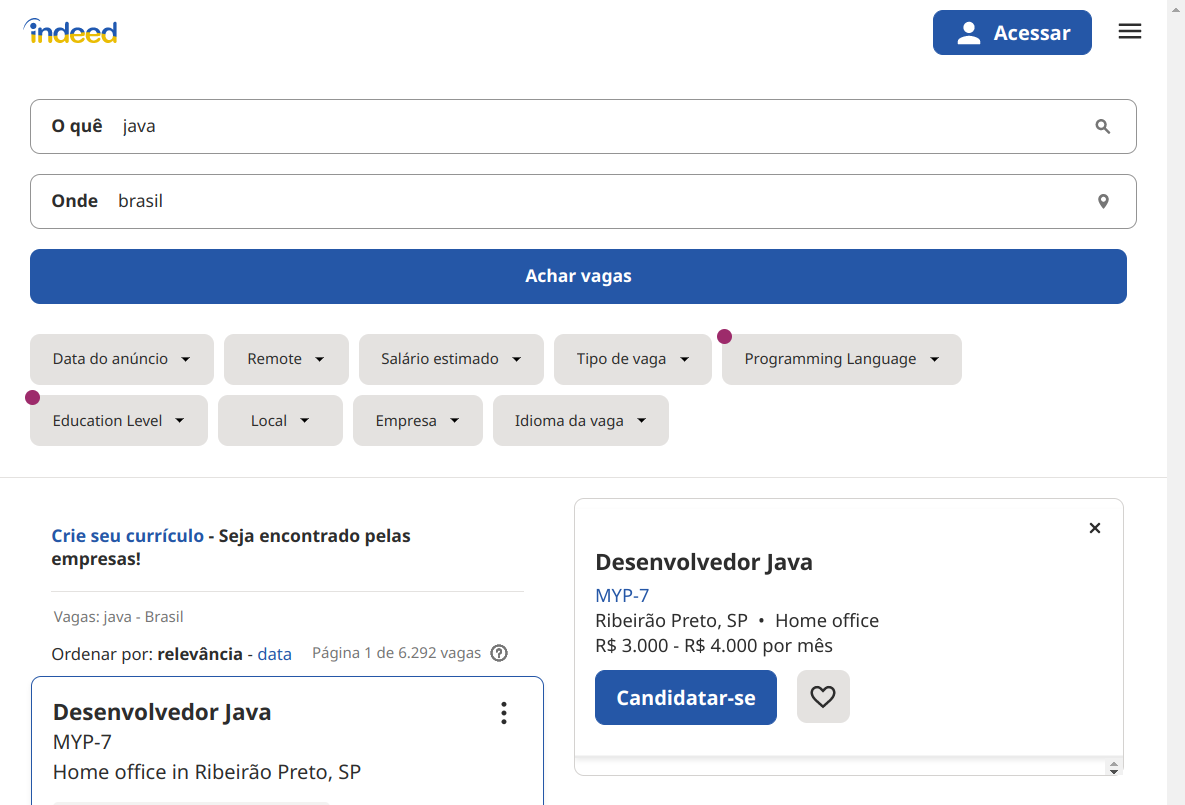 indeed
Acessar
O quê java
Onde brasil
Achar vagas
Data do anúncio
Remote
Salário estimado
Tipo de vaga
Programming Language
Education Level
Local
Empresa
Idioma da vaga
Crie seu currículo - Seja encontrado pelas
empresas!
Vagas: java - Brasil
Ordenar por: relevância - data
Página 1 de 6.292 vagas
Desenvolvedor Java
MYP-7
Home office in Ribeirão Preto, SP
Desenvolvedor Java
MYP-7
Ribeirão Preto, SP • Home office
R$ 3.000 - R$ 4.000 por mês
Candidatar-se